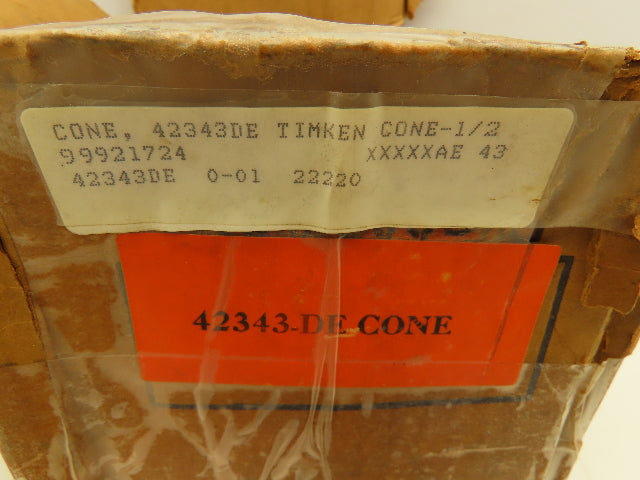 CONE, 42343DE TIMKEN CONE-1/2
99921724 XXXXXAE 43
42343DE 0-01 22220
42343-DE CONE